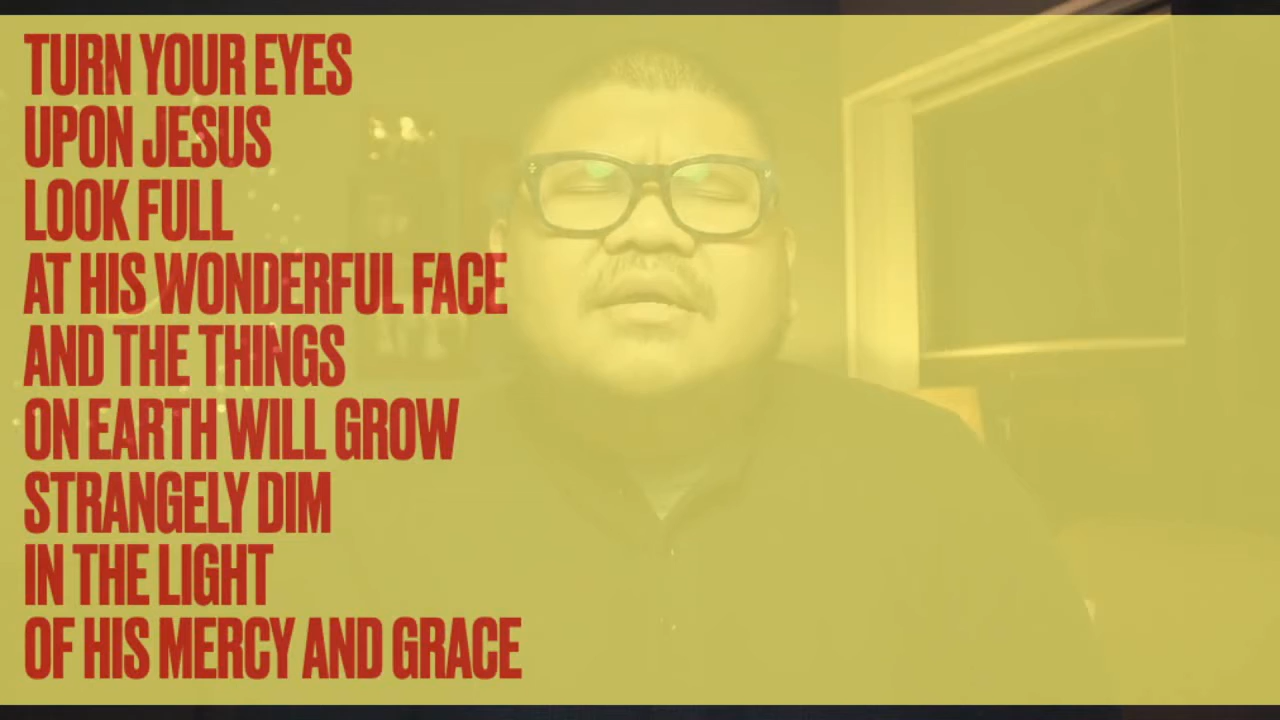 TURN YOUR EYES
UPON JESUS
LOOK FULL
AT HIS WONDERFUL FACE
AND THE THINGS
ON EARTH WILL GROW
STRANGELY DIM
IN THE LIGHT
OF HIS MERCY AND GRACE